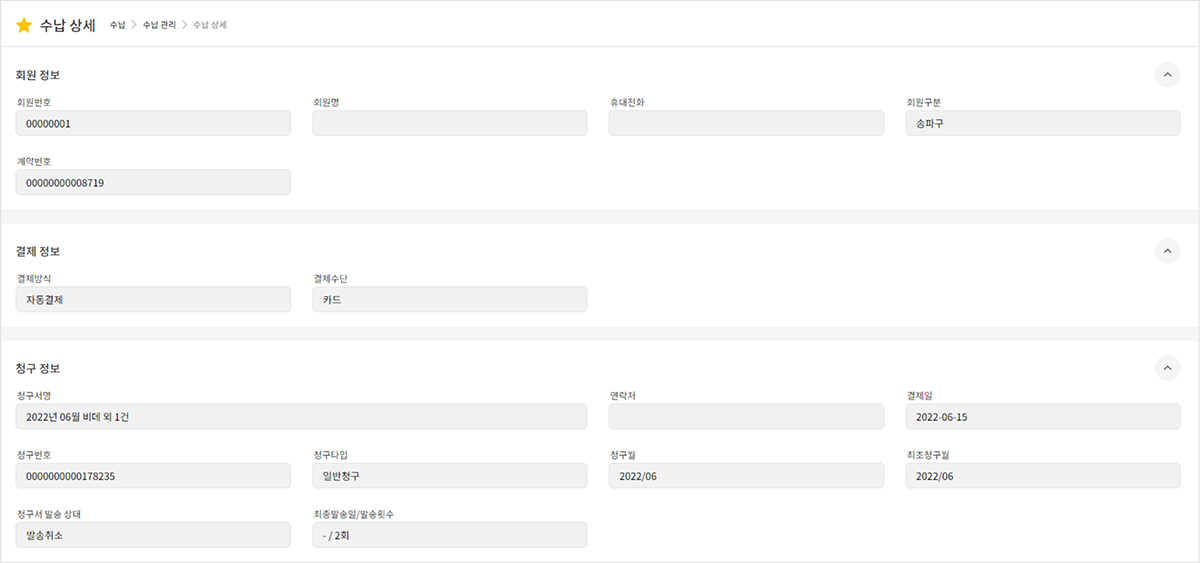 수납 상세 수납 > 수납 관리 > 수납 상세
회원 정보
회원번호 회원명 휴대전화 회원구분
00000001 송파구
계약번호
00000000008719
결제 정보
결제방식 결제수단
자동결제 카드
청구 정보
청구서명 연락처 결제일
2022년 06월 비데 외 1건 2022-06-15
청구번호 청구타입 청구월 최초청구월
0000000000178235 일반청구 2022/06 2022/06
청구서 발송 상태 최종발송일/발송횟수
발송취소 - / 2회